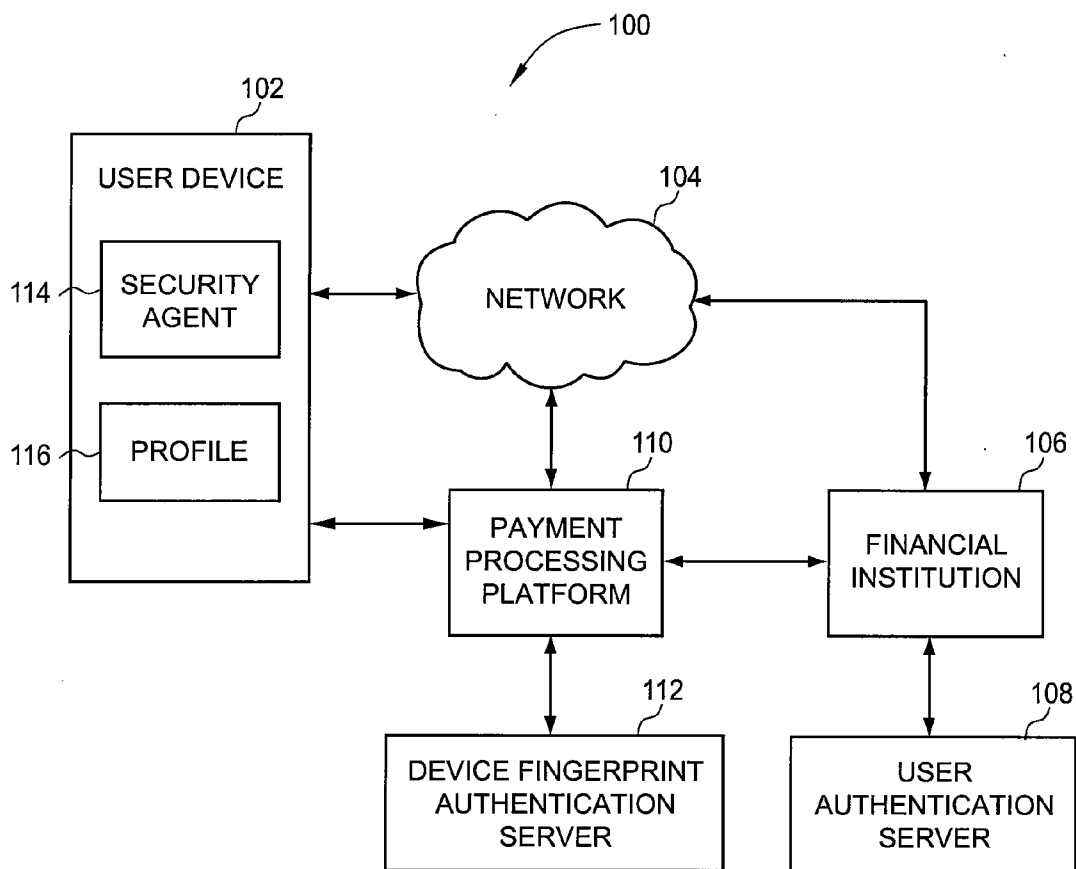 100
102
USER DEVICE
104
114
SECURITY
AGENT
NETWORK
116
PROFILE
110
106
PAYMENT
PROCESSING
PLATFORM
FINANCIAL
INSTITUTION
112
108
DEVICE FINGERPRINT
AUTHENTICATION
SERVER
USER
AUTHENTICATION
SERVER